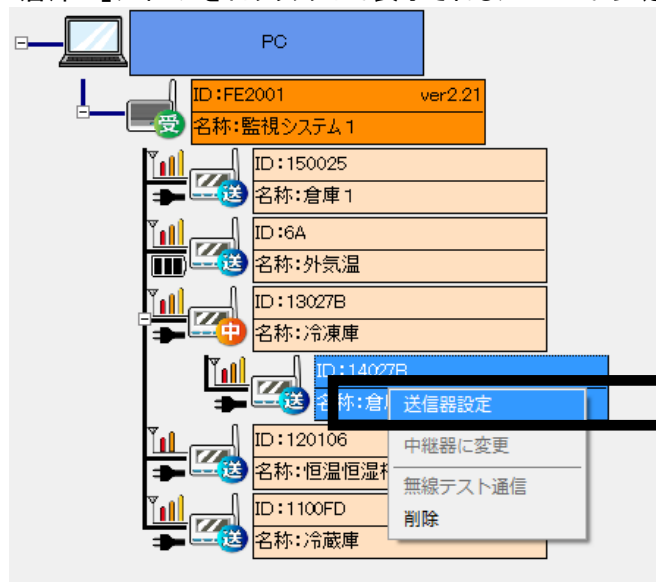 PC
ID:FE2001 ver2.21
受 名称:監視システム1
ID:150025
送 名称:倉庫1
ID:6A
送 名称:外気温
ID:13027B
中 名称:冷凍庫
ID:14027B
送 名称:倉
送信器設定
中継器に変更
無線テスト通信
削除
ID:120106
送 名称:恒温恒湿
ID:1100FD
送 名称:冷蔵庫